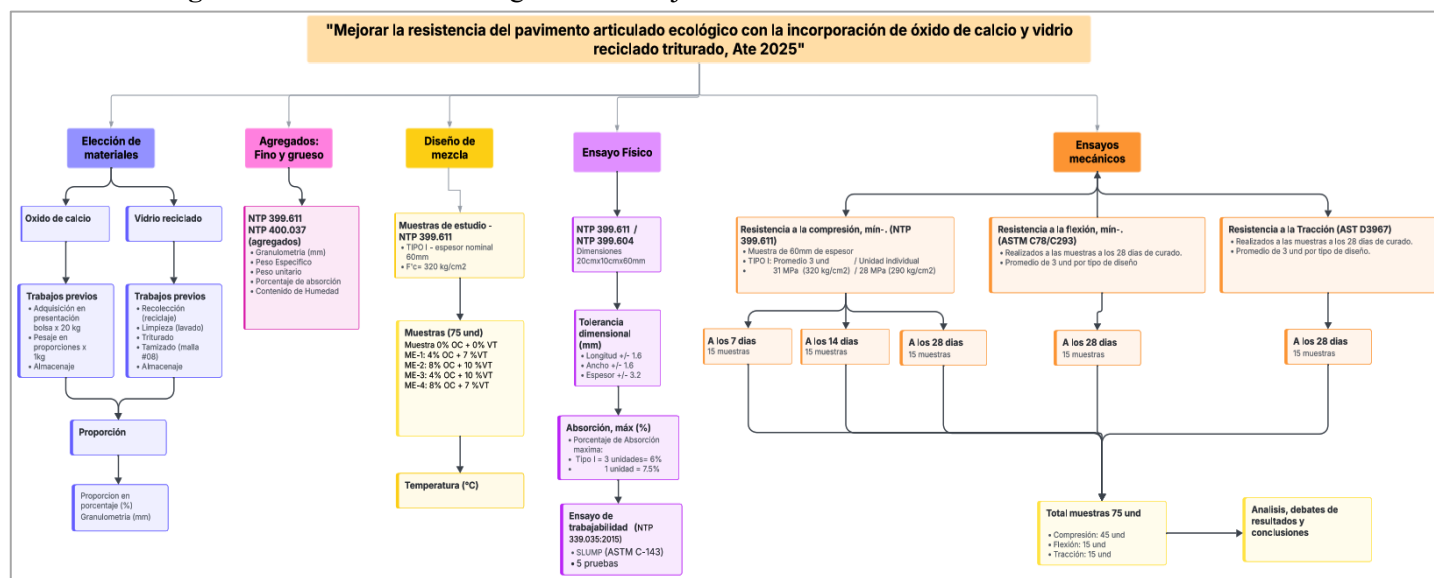 "Mejorar la resistencia del pavimento articulado ecológico con la incorporación de óxido de calcio y vidrio
reciclado triturado, Ate 2025"
Elección de
materiales
Oxido de calcio
Vidrio reciclado
Trabajos previos
• Adquisición en
presentación
bolsa x 20 kg
• Pesaje en
proporciones x
1kg
• Almacenaje
Trabajos previos
• Recolección
(reciclaje)
• Limpieza (lavado)
• Triturado
• Tamizado (malla
#08)
• Almacenaje
Proporción
Proporcion en
porcentaje (%)
Granulometria (mm)
Agregados:
Fino y grueso
NTP 399.611
NTP 400.037
(agregados)
• Granulometría (mm)
• Peso Especifico
• Peso unitario
• Porcentaje de absorción
• Contenido de Humedad
Diseño de
mezcla
Muestras de estudio -
NTP 399.611
• TIPO I - espesor nominal
60mm
• F'c= 320 kg/cm2
Muestras (75 und)
Muestra 0% OC + 0% VT
ME-1: 4% OC + 7 %VT
ME-2: 8% OC + 10 %VT
ME-3: 4% OC + 10 %VT
ME-4: 8% OC + 7 %VT
Temperatura (°C)
Ensayo Físico
NTP 399.611 /
NTP 399.604
Dimensiones
20cmx10cmx60mm
Tolerancia
dimensional
(mm)
• Longitud +/- 1.6
• Ancho +/- 1.6
• Espesor +/- 3.2
Absorción, máx (%)
• Porcentaje de Absorción
maxima:
• Tipo I = 3 unidades= 6%
• 1 unidad = 7.5%
Ensayo de
trabajabilidad (NTP
339.035:2015)
• SLUMP (ASTM C-143)
• 5 pruebas
Ensayos
mecánicos
Resistencia a la compresión, mín-. (NTP
399.611)
• Muestra de 60mm de espesor
• TIPO I: Promedio 3 und / Unidad individual
• 31 MPa (320 kg/cm2) / 28 MPa (290 kg/cm2)
A los 7 dias
15 muestras
A los 14 dias
15 muestras
A los 28 dias
15 muestras
Resistencia a la flexión, mín-.
(ASTM C78/C293)
• Realizados a las muestras a los 28 dias de curado.
• Promedio de 3 und por tipo de diseño.
A los 28 dias
15 muestras
Resistencia a la Tracción (AST D3967)
• Realizados a las muestras a los 28 dias de curado.
• Promedio de 3 und por tipo de diseño.
A los 28 dias
15 muestras
Total muestras 75 und
• Compresión: 45 und
• Flexión: 15 und
• Tracción: 15 und
Analisis, debates de
resultados y
conclusiones